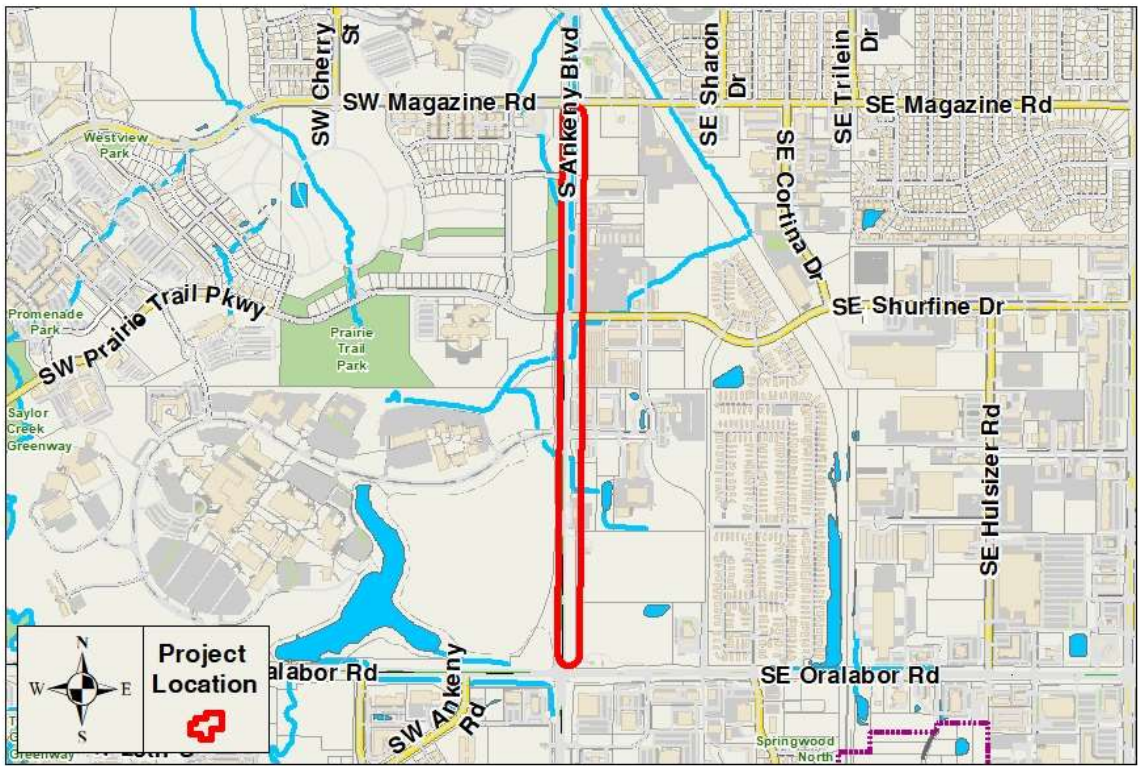 SW Cherry
St
S Ankeny Blvd
SE Sharon
Dr
SE Trilein
Dr
SW Magazine Rd
SE Magazine Rd
Westview
Park
SE Cortina Dr
SW Prairie Trail Pkwy
Promenade
Park
Prairie
Trail
Park
SE Shurfine Dr
Saylor
Creek
Greenway
SE Hulsizer Rd
N
W
E
S
Project
Location
alabor Rd
SW Ankeny
Rd
SE Oralabor Rd
Greenway
Springwood
North